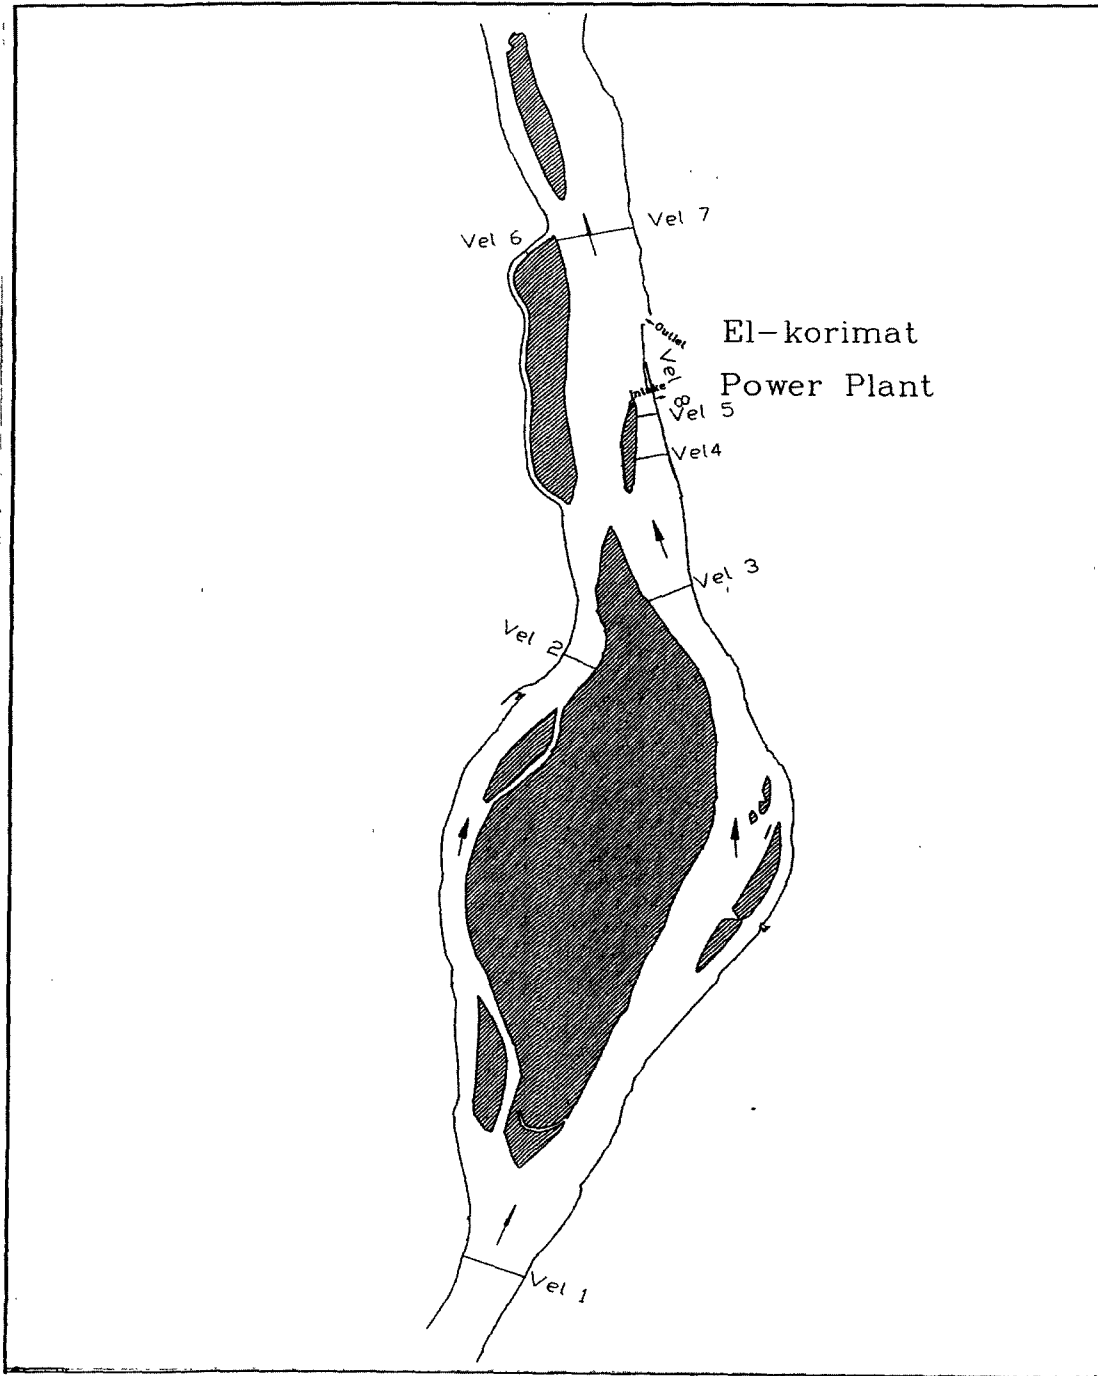 Vel 7
Vel 6
Outlet
El-korimat
Vel 8
Intake
Power Plant
Vel 5
Vel4
Vel 3
Vel 2
Vel 1